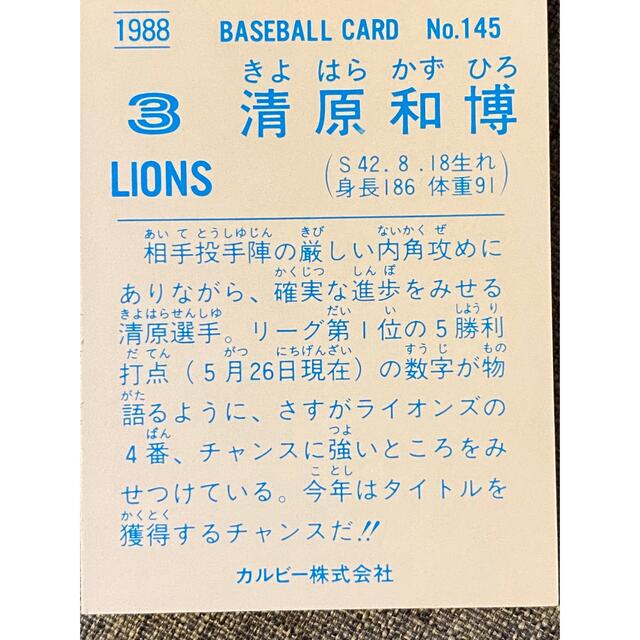 1988 BASEBALL CARD No.145
きよ はら かず ひろ
3 清原和博
LIONS
(S42.8.18生れ
身長186 体重91)
あいて とうしゆじん きび ないかくぜ
相手投手陣の厳しい内角攻めに
かくじつ しんぽ
ありながら、確実な進歩をみせる
きよはらせんしゆ だい い しようり
清原選手。リーグ第1位の5勝利
だてん がつ にちげんざい すうじ もの
打点(5月26日現在)の数字が物
がた
語るように、さすがライオンズの
ばん つよ
4番、チャンスに強いところをみ
ことし
せつけている。今年はタイトルを
かくとく
獲得するチャンスだ!!
カルビー株式会社